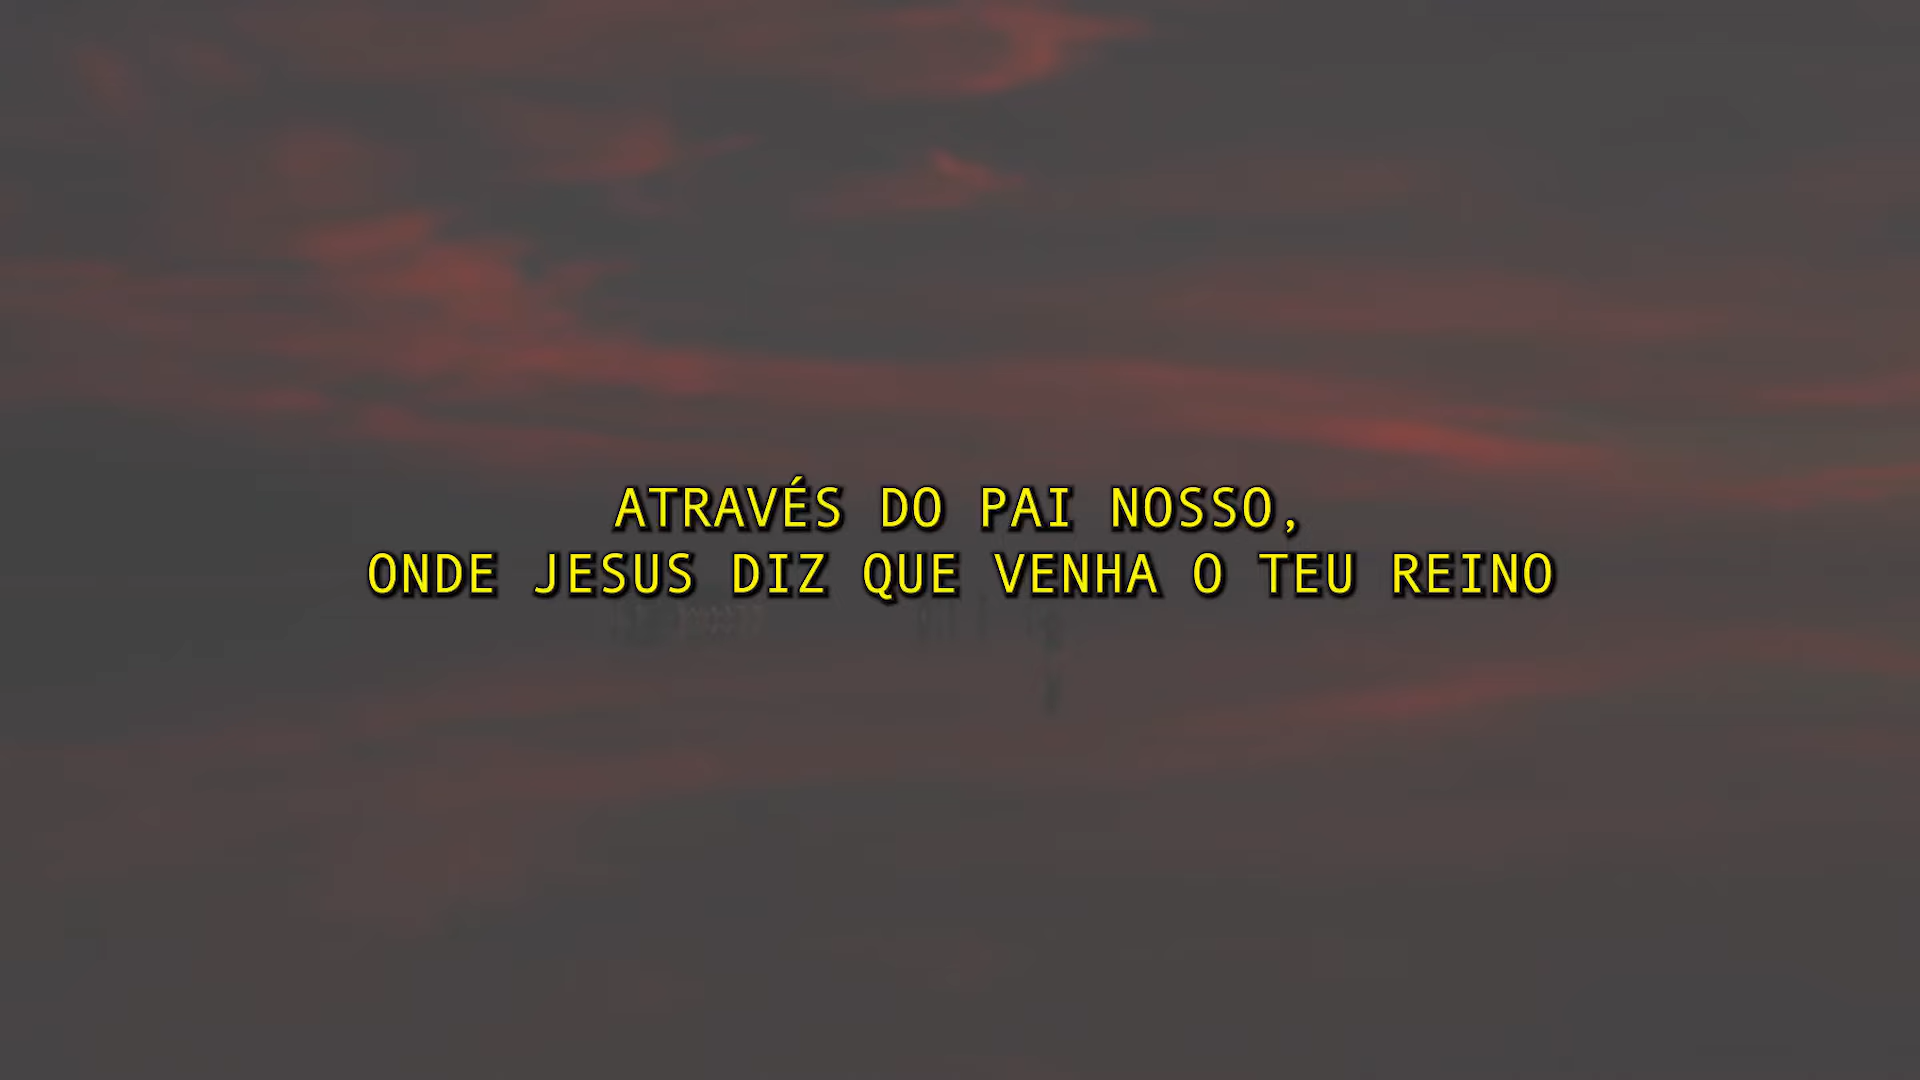 ATRAVÉS DO PAI NOSSO,
ONDE JESUS DIZ QUE VENHA O TEU REINO